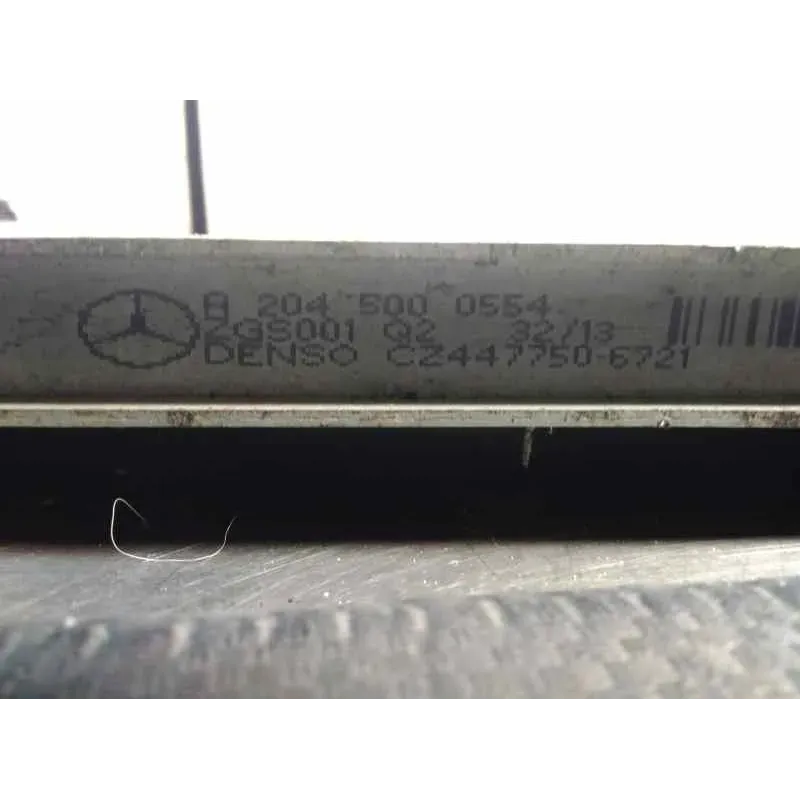 A 204 500 0554
ZGS001 Q2 32/13
DENSO CZ447750-6721